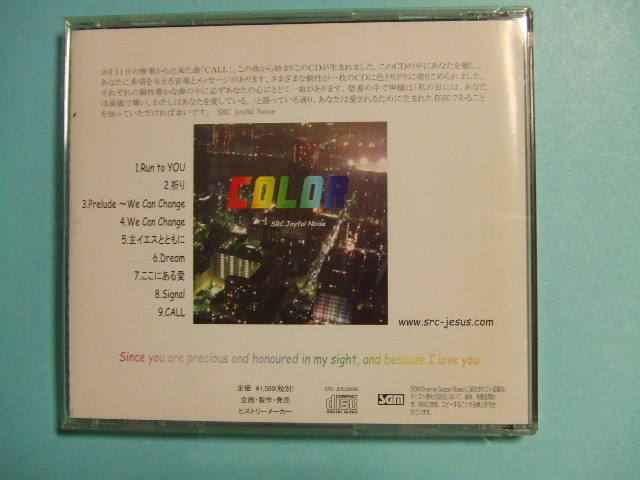 9月11日の惨事から出来た曲「CALL」、この曲から始まりこのCDが生まれました。このCDの中にあなたを癒し、
あなたに希望を与える音楽とメッセージがあります。さまざまな個性が一枚のCDに色とりどりに座りこめられました。
それぞれの個性豊かな曲の中に必ずあなたの心にとどく一曲があります。聖書の中で神様は「私の目には、あなた
は高価で尊い。わたしはあなたを愛している。」と語っている通り、あなたは愛されるために生まれた存在であること
を知っていただければ幸いです。 SRC Joyful Noise
1.Run to YOU
2.祈り
3.Prelude ～We Can Change
4.We Can Change
5.主イエスとともに
6.Dream
7.ここにある愛
8.Signal
9.CALL
COLOR
SRC Joyful Noise
www.src-jesus.com
Since you are precious and honoured in my sight, and because I love you
定価 ¥1,500(税別)
企画・製作・発売
ヒストリーメーカー
COMPACT
disc
DIGITAL AUDIO
SGM